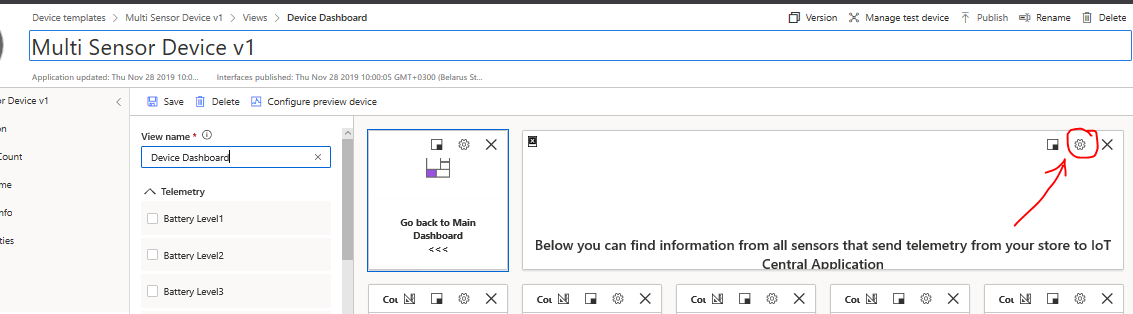 Device templates > Multi Sensor Device v1 > Views > Device Dashboard
Version Manage test device Publish Rename Delete
Multi Sensor Device v1
Application updated: Thu Nov 28 2019 10:0... Interfaces published: Thu Nov 28 2019 10:00:05 GMT+0300 (Belarus St...
or Device v1
Save Delete Configure preview device
on
Count
me
nfo
ties
View name *
Device Dashboard
Telemetry
Battery Level1
Battery Level2
Battery Level3
Go back to Main
Dashboard
<<<
Below you can find information from all sensors that send telemetry from your store to IoT
Central Application
Cou Cou Cou Cou Cou